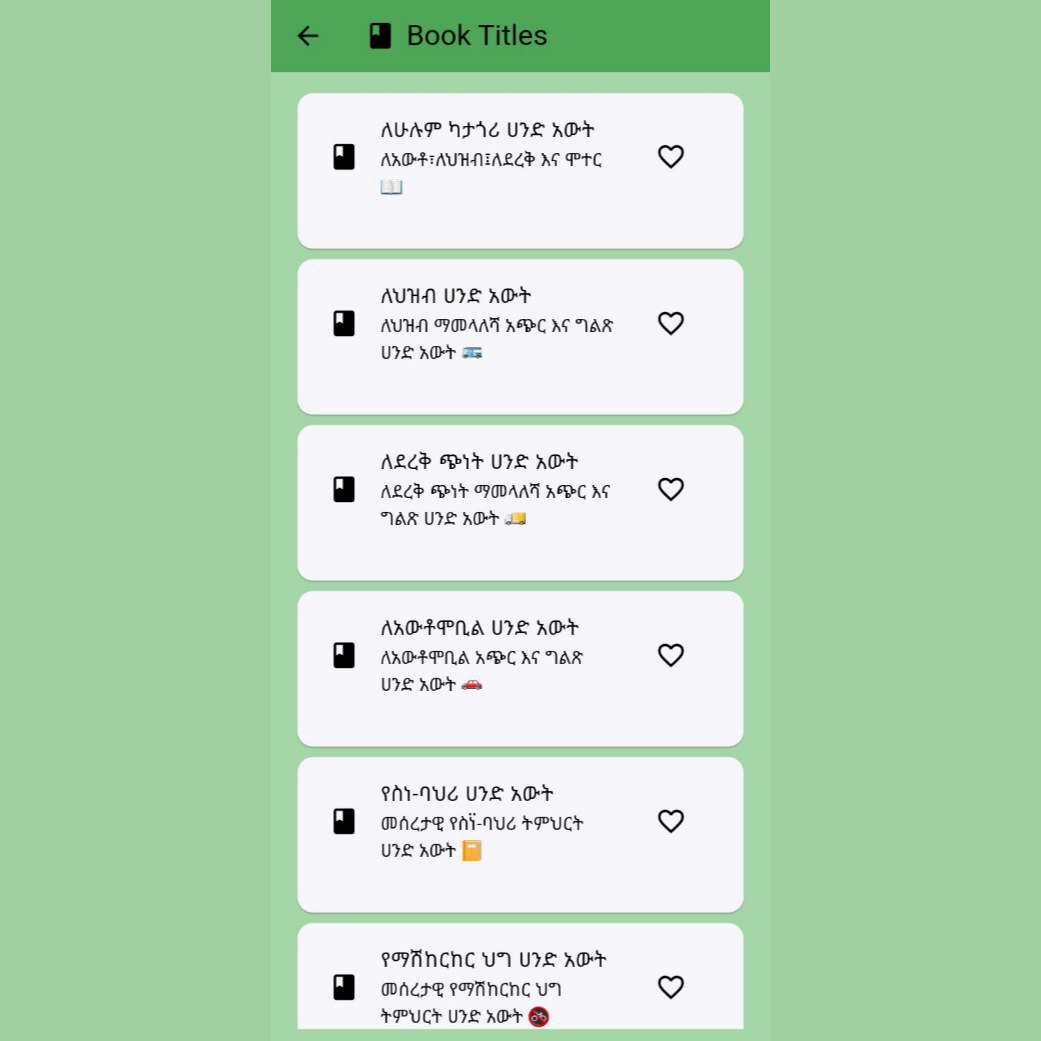 Book Titles
ለሁሉም ካታጎሪ ሀንድ አውት
ለአውቶ፣ለህዝብ፤ለደረቅ እና ሞተር
📖
ለህዝብ ሀንድ አውት
ለህዝብ ማመላለሻ አጭር እና ግልጽ
ሀንድ አውት 🚌
ለደረቅ ጭነት ሀንድ አውት
ለደረቅ ጭነት ማመላለሻ አጭር እና
ግልጽ ሀንድ አውት 🚚
ለአውቶሞቢል ሀንድ አውት
ለአውቶሞቢል አጭር እና ግልጽ
ሀንድ አውት 🚗
የስነ-ባህሪ ሀንድ አውት
መሰረታዊ የስነ፟-ባህሪ ትምህርት
ሀንድ አውት 📔
የማሽከርከር ህግ ሀንድ አውት
መሰረታዊ የማሽከርከር ህግ
ትምህርት ሀንድ አውት 🚳